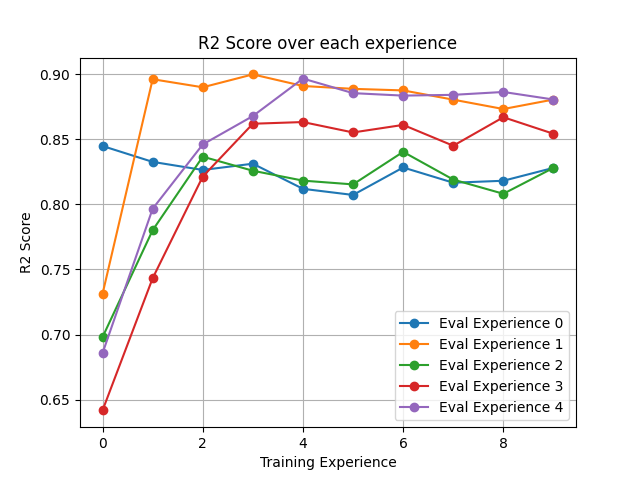 R2 Score over each experience
0.90
0.85
0.80
0.75
0.70
0.65
R2 Score
0
2
4
6
8
Training Experience
Eval Experience 0
Eval Experience 1
Eval Experience 2
Eval Experience 3
Eval Experience 4